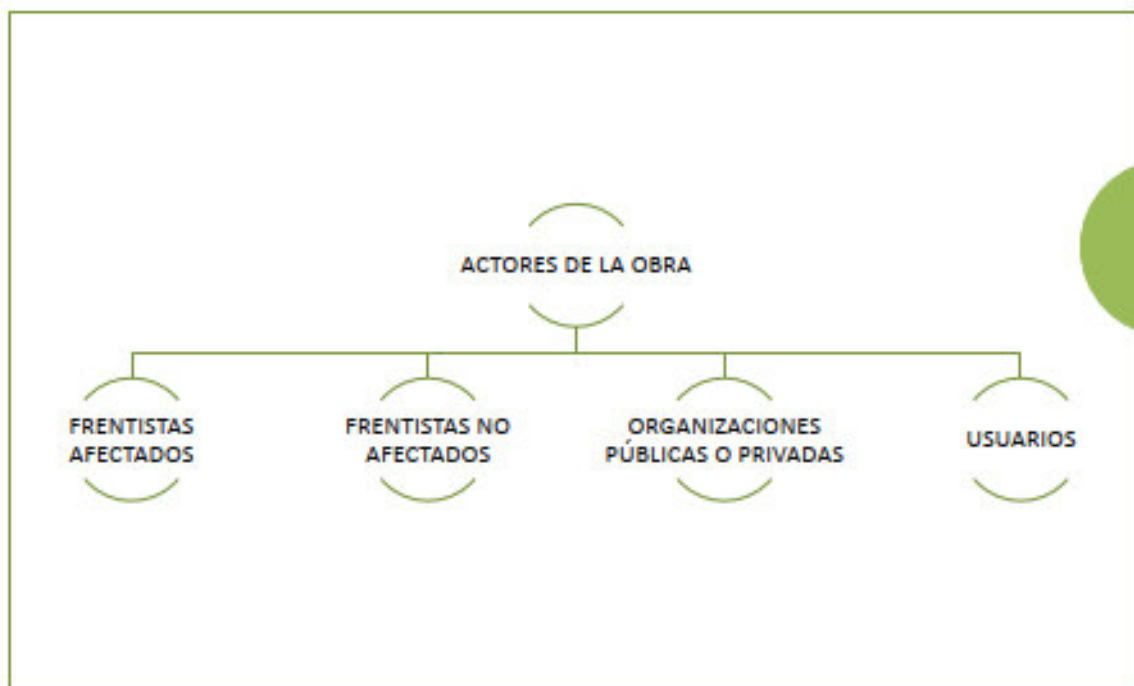 ACTORES DE LA OBRA
FRENTISTAS
AFECTADOS
FRENTISTAS NO
AFECTADOS
ORGANIZACIONES
PÚBLICAS O PRIVADAS
USUARIOS